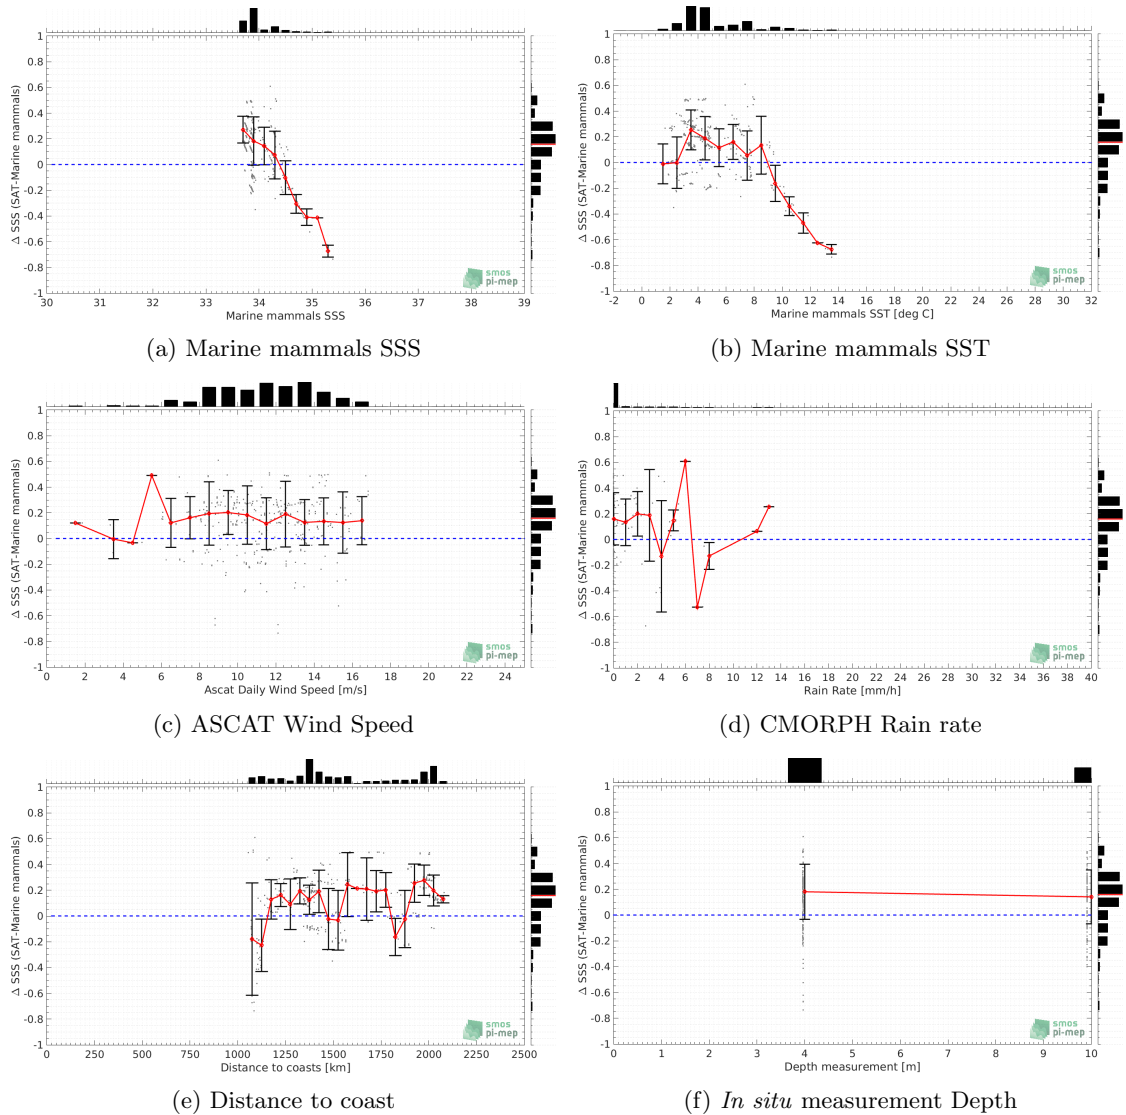 1
0.8
0.6
0.4
0.2
0
-0.2
-0.4
-0.6
-0.8
-1
Δ SSS (SAT-Marine mammals)
30 31 32 33 34 35 36 37 38 39
Marine mammals SSS
smos
pi-mep
(a) Marine mammals SSS
1
0.8
0.6
0.4
0.2
0
-0.2
-0.4
-0.6
-0.8
-1
Δ SSS (SAT-Marine mammals)
-2 0 2 4 6 8 10 12 14 16 18 20 22 24 26 28 30 32
Marine mammals SST [deg C]
smos
pi-mep
(b) Marine mammals SST
1
0.8
0.6
0.4
0.2
0
-0.2
-0.4
-0.6
-0.8
-1
Δ SSS (SAT-Marine mammals)
0 2 4 6 8 10 12 14 16 18 20 22 24
Ascat Daily Wind Speed [m/s]
smos
pi-mep
(c) ASCAT Wind Speed
1
0.8
0.6
0.4
0.2
0
-0.2
-0.4
-0.6
-0.8
-1
Δ SSS (SAT-Marine mammals)
0 2 4 6 8 10 12 14 16 18 20 22 24 26 28 30 32 34 36 38 40
Rain Rate [mm/h]
smos
pi-mep
(d) CMORPH Rain rate
1
0.8
0.6
0.4
0.2
0
-0.2
-0.4
-0.6
-0.8
-1
Δ SSS (SAT-Marine mammals)
0 250 500 750 1000 1250 1500 1750 2000 2250 2500
Distance to coasts [km]
smos
pi-mep
(e) Distance to coast
1
0.8
0.6
0.4
0.2
0
-0.2
-0.4
-0.6
-0.8
-1
Δ SSS (SAT-Marine mammals)
0 1 2 3 4 5 6 7 8 9 10
Depth measurement [m]
smos
pi-mep
(f) In situ measurement Depth